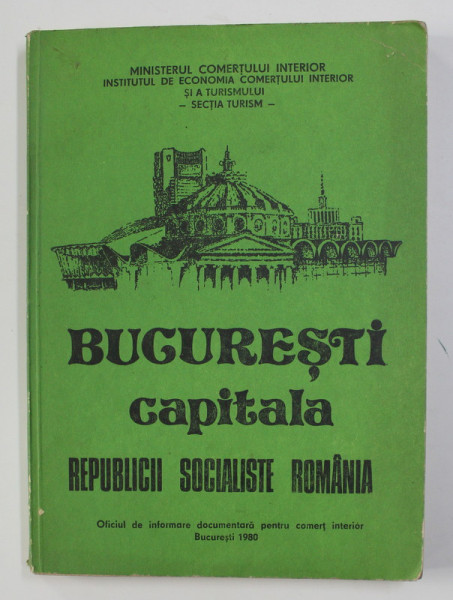 MINISTERUL COMERȚULUI INTERIOR
INSTITUTUL DE ECONOMIA COMERȚULUI INTERIOR
ȘI A TURISMULUI
– SECȚIA TURISM –
BUCUREȘTI
capitala
REPUBLICII SOCIALISTE ROMÂNIA
Oficiul de informare documentară pentru comerț interior
București 1980